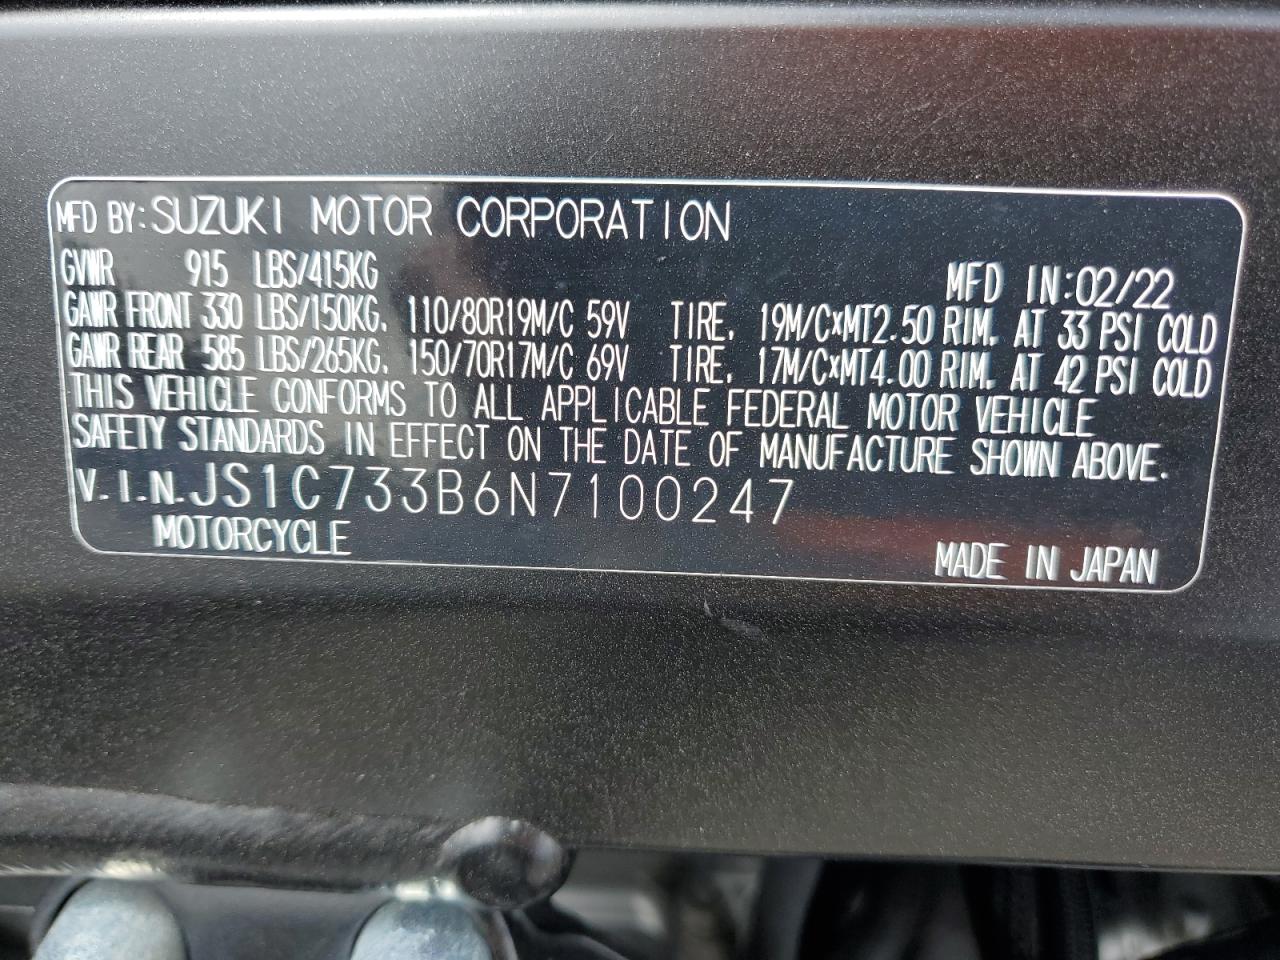 MFD BY: SUZUKI MOTOR CORPORATION
GVWR 915 LBS/415KG MFD IN:02/22
GAWR FRONT 330 LBS/150KG. 110/80R19M/C 59V TIRE, 19M/C×MT2.50 RIM. AT 33 PSI COLD
GAWR REAR 585 LBS/265KG. 150/70R17M/C 69V TIRE, 17M/C×MT4.00 RIM. AT 42 PSI COLD
THIS VEHICLE CONFORMS TO ALL APPLICABLE FEDERAL MOTOR VEHICLE
SAFETY STANDARDS IN EFFECT ON THE DATE OF MANUFACTURE SHOWN ABOVE.
V.I.N. JS1C733B6N7100247
MOTORCYCLE MADE IN JAPAN